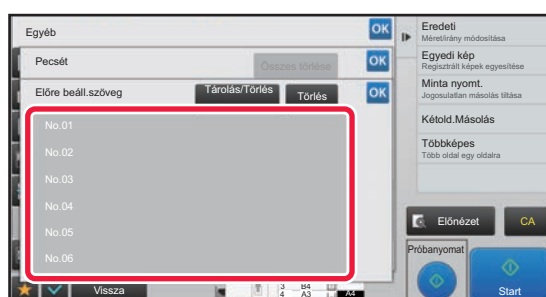 Egyéb
OK
Pecsét
Összes törlése
OK
Előre beáll.szöveg
Tárolás/Törlés
Törlés
OK
No.01
No.02
No.03
No.04
No.05
No.06
Vissza
3 B4
4 A3
A4
Eredeti
Méret/irány módosítása
Egyedi kép
Regisztrált képek egyesítése
Minta nyomt.
Jogosulatlan másolás tiltása
Kétold.Másolás
Többképes
Több oldal egy oldalra
Előnézet
CA
Próbanyomat
Start